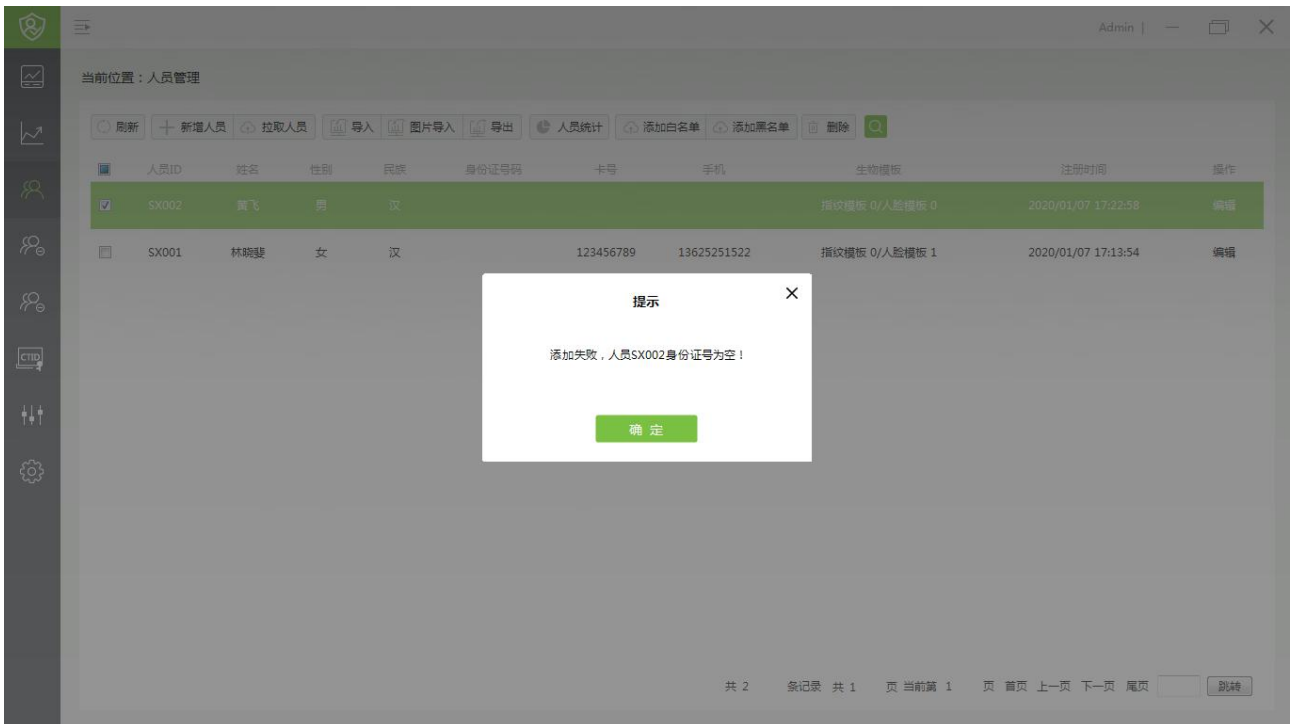 Admin |
当前位置：人员管理
刷新 新增人员 拉取人员 导入 图片导入 导出 人员统计 添加白名单 添加黑名单 删除
人员ID 姓名 性别 民族 身份证号码 卡号 手机 生物模板 注册时间 操作
SX002 黄飞 男 汉 指纹模板 0/人脸模板 0 2020/01/07 17:22:58 编辑
SX001 林晓斐 女 汉 123456789 13625251522 指纹模板 0/人脸模板 1 2020/01/07 17:13:54 编辑
提示
添加失败，人员SX002身份证号为空！
CTID
确 定
共 2 条记录 共 1 页 当前第 1 页 首页 上一页 下一页 尾页 跳转